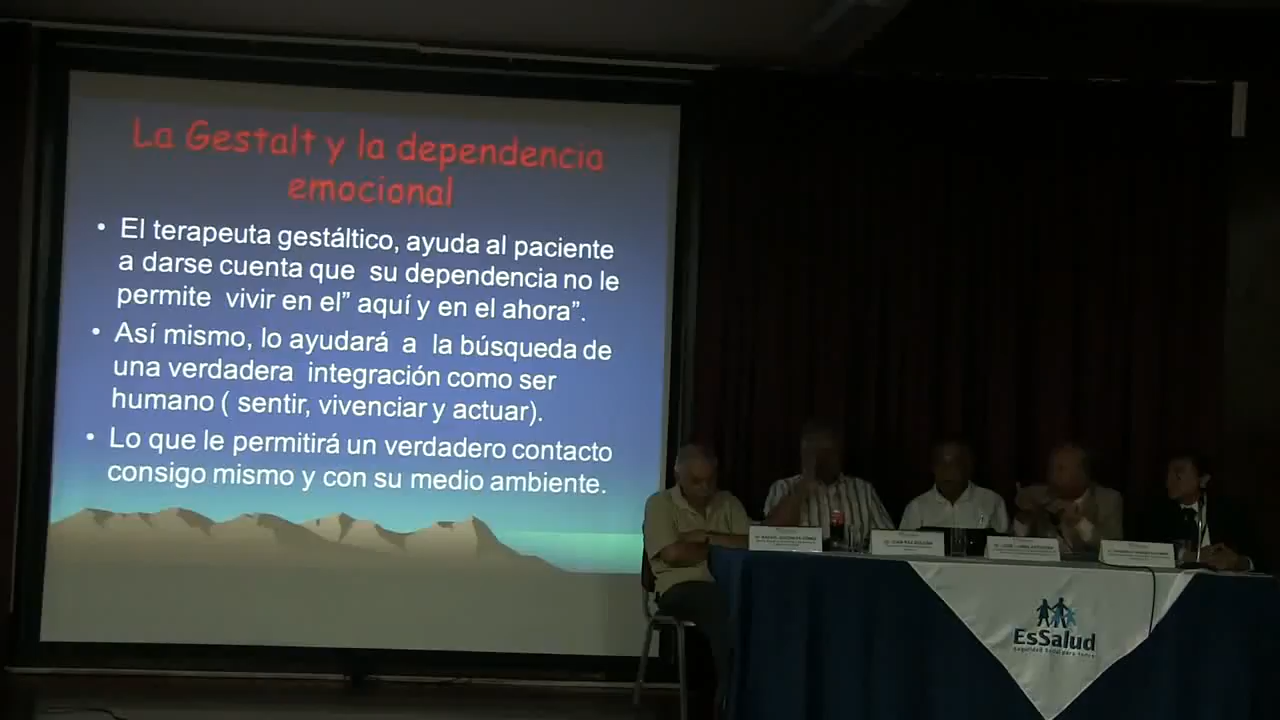 La Gestalt y la dependencia
emocional
• El terapeuta gestáltico, ayuda al paciente
a darse cuenta que su dependencia no le
permite vivir en el” aquí y en el ahora”.
• Así mismo, lo ayudará a la búsqueda de
una verdadera integración como ser
humano ( sentir, vivenciar y actuar).
• Lo que le permitirá un verdadero contacto
consigo mismo y con su medio ambiente.
EsSalud